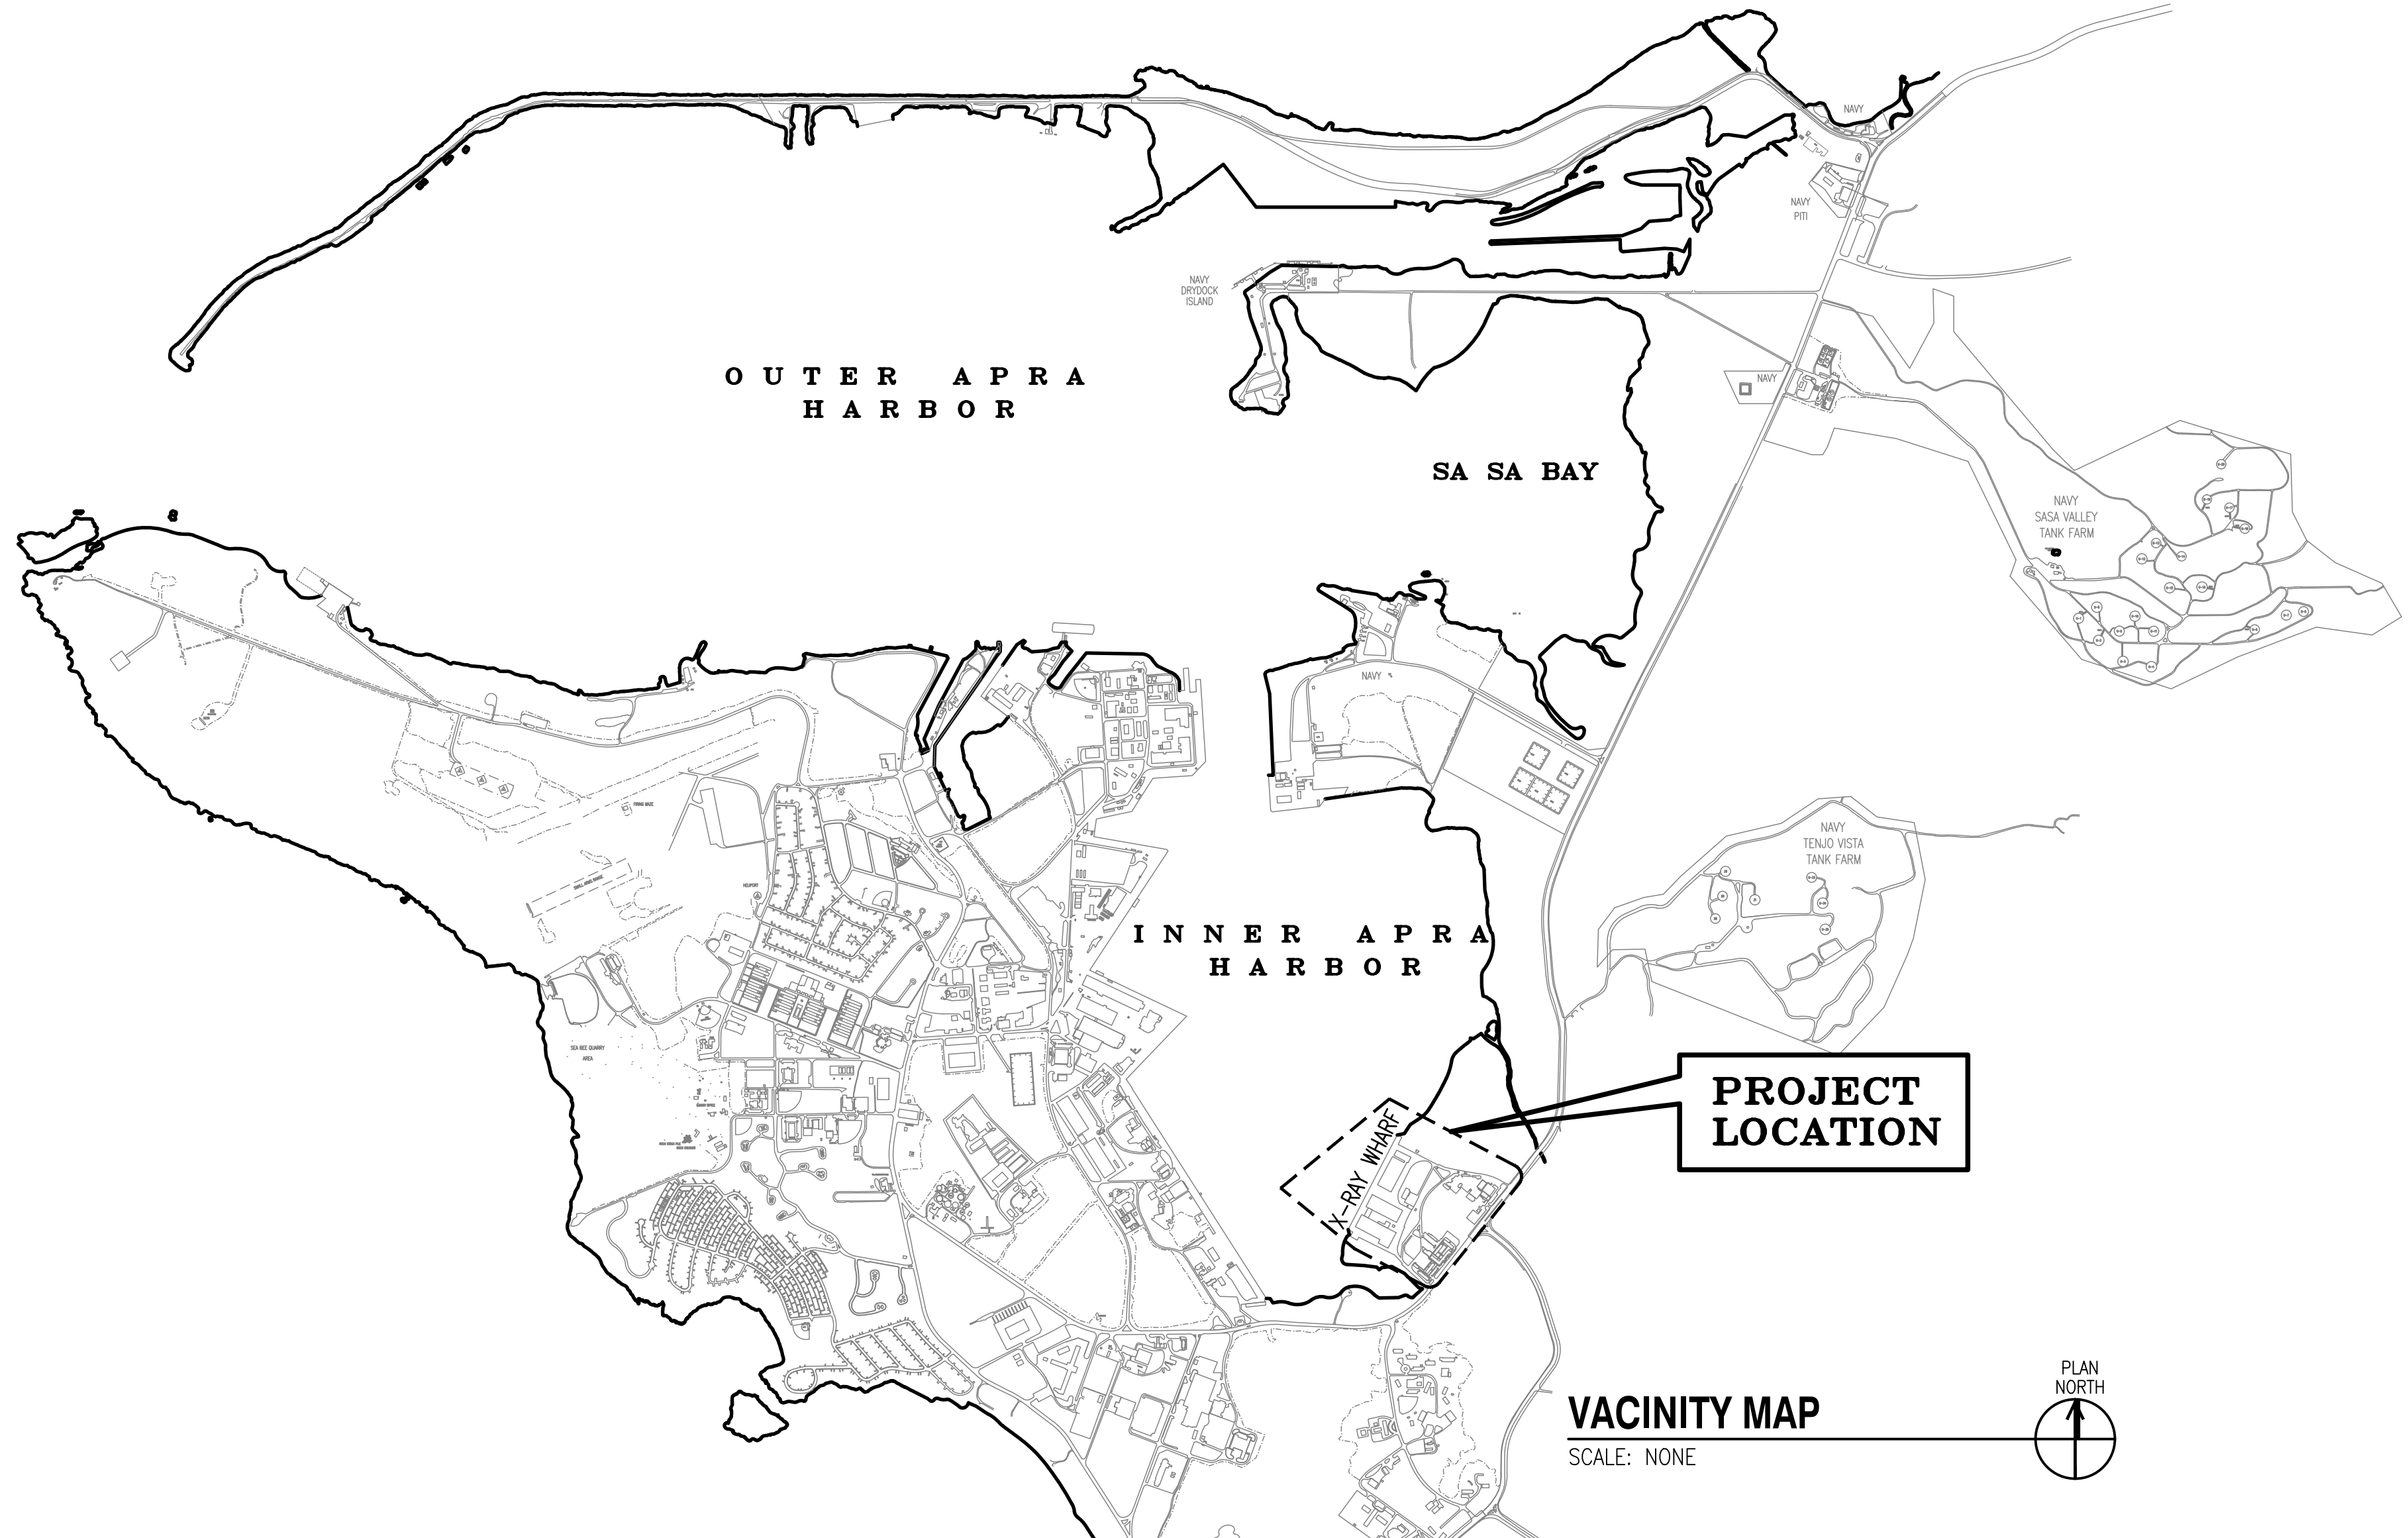 NAVY
NAVY
PITI
NAVY
DRYDOCK
ISLAND
OUTER APRA
HARBOR
NAVY
SA SA BAY
NAVY
SASA VALLEY
TANK FARM
NAVY
NAVY
TENJO VISTA
TANK FARM
HELIPORT
INNER APRA
HARBOR
SEA BEE QUARRY
AREA
PROJECT
LOCATION
X-RAY WHARF
PLAN
NORTH
VACINITY MAP
SCALE: NONE